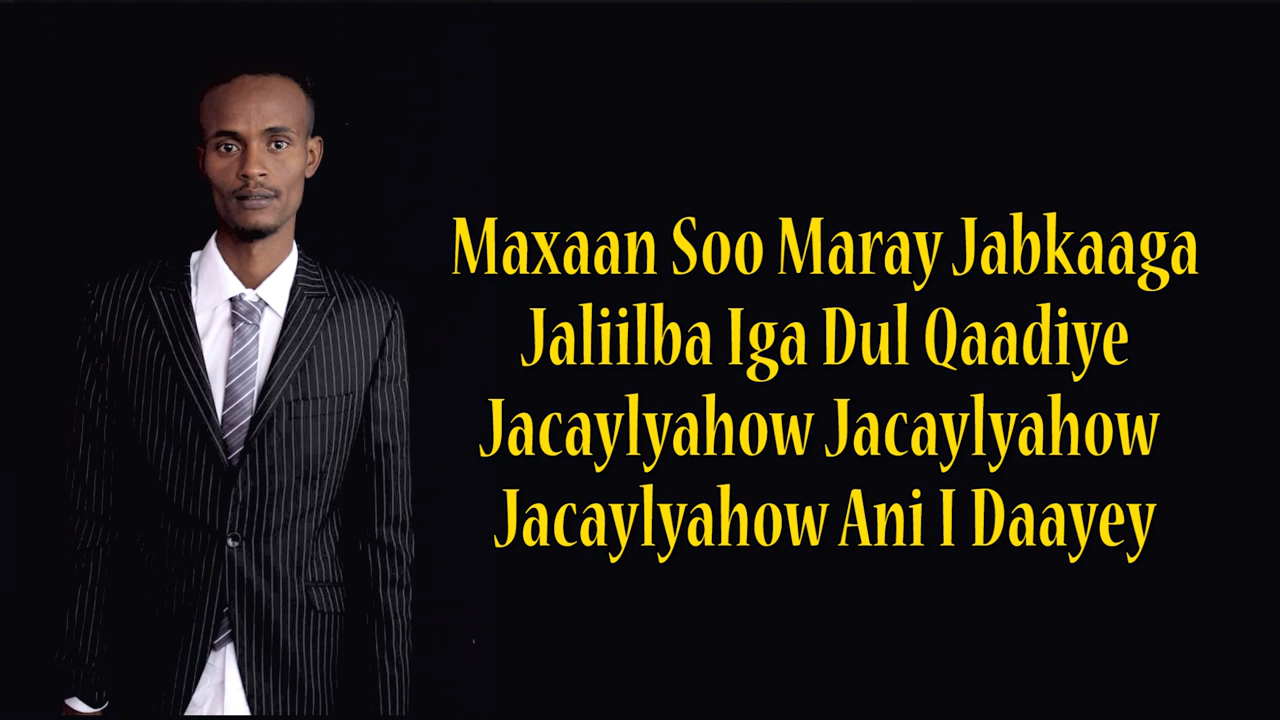 Maxaan Soo Maray Jabkaaga
Jaliilba Iga Dul Qaadiye
Jacaylyahow Jacaylyahow
Jacaylyahow Ani I Daayey